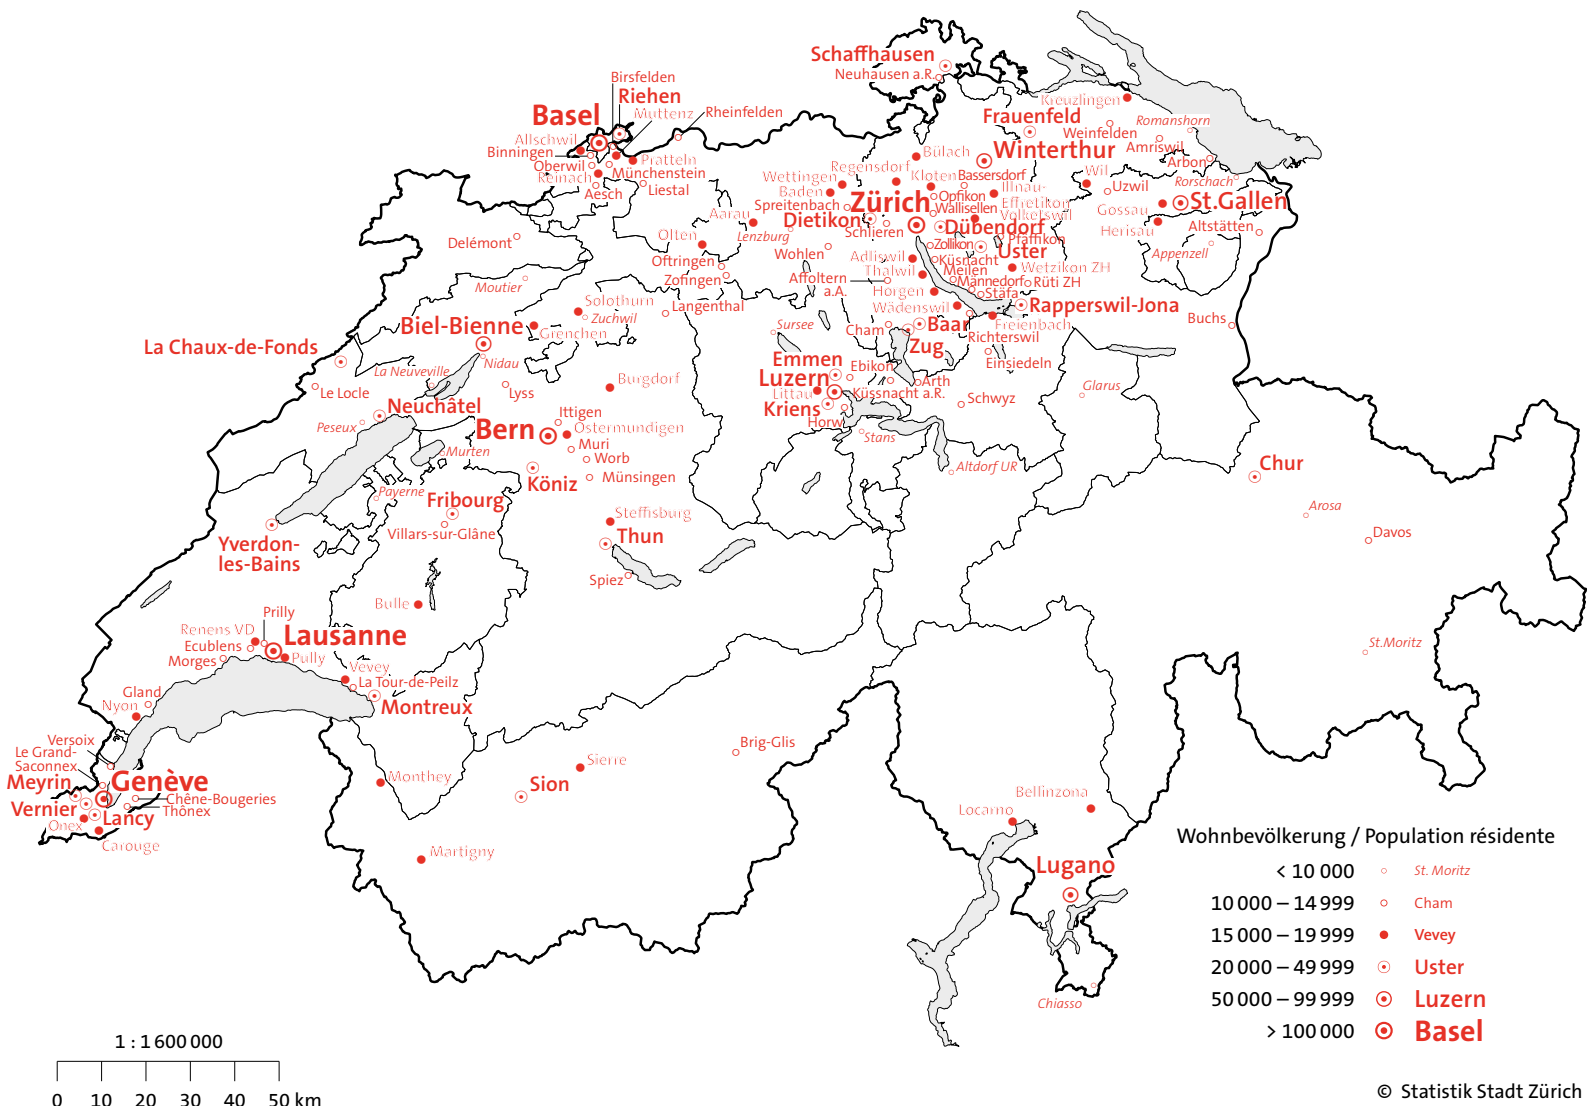 Schaffhausen
Neuhausen a.R.
Birsfelden
Riehen
Basel
Muttenz
Rheinfelden
Kreuzlingen
Frauenfeld
Romanshorn
Weinfelden
Amriswil
Allschwil
Binningen
Oberwil
Pratteln
Münchenstein
Reinach
Aesch
Liestal
Bülach
Winterthur
Arbon
Regensdorf
Wettingen
Kloten
Bassersdorf
Wil
Rorschach
Baden
Illnau-
Effretikon
Uzwil
Opfikon
Spreitenbach
Zürich
Wallisellen
Volketswil
Gossau
St.Gallen
Aarau
Dietikon
Lenzburg
Schlieren
Dübendorf
Herisau
Altstätten
Delémont
Olten
Zollikon
Pfäffikon
Uster
Wohlen
Appenzell
Oftringen
Adliswil
Küsnacht
Zofingen
Thalwil
Meilen
Wetzikon ZH
Moutier
Affoltern
a.A.
Männedorf
Rüti ZH
Horgen
Stäfa
Solothurn
Langenthal
Wädenswil
Rapperswil-Jona
Zuchwil
Biel-Bienne
Grenchen
Sursee
Cham
Baar
Freienbach
Buchs
La Chaux-de-Fonds
Richterswil
Zug
Nidau
Emmen
Ebikon
Einsiedeln
La Neuveville
Luzern
Arth
Burgdorf
Glarus
Le Locle
Lyss
Littau
Küssnacht a.R.
Neuchâtel
Kriens
Schwyz
Ittigen
Horw
Peseux
Bern
Ostermundigen
Stans
Muri
Murten
Worb
Altdorf UR
Chur
Köniz
Münsingen
Payerne
Fribourg
Arosa
Steffisburg
Villars-sur-Glâne
Thun
Davos
Yverdon-
les-Bains
Spiez
Bulle
Prilly
Renens VD
Lausanne
Ecublens
St.Moritz
Morges
Pully
Vevey
La Tour-de-Peilz
Gland
Nyon
Montreux
Versoix
Brig-Glis
Le Grand-
Saconnex
Sierre
Meyrin
Genève
Monthey
Sion
Bellinzona
Chêne-Bougeries
Vernier
Thônex
Locarno
Lancy
Onex
Carouge
Martigny
Lugano
Chiasso
Wohnbevölkerung / Population résidente
< 10 000 St. Moritz
10 000 – 14 999 Cham
15 000 – 19 999 Vevey
20 000 – 49 999 Uster
50 000 – 99 999 Luzern
> 100 000 Basel
1 : 1 600 000
0 10 20 30 40 50 km
© Statistik Stadt Zürich